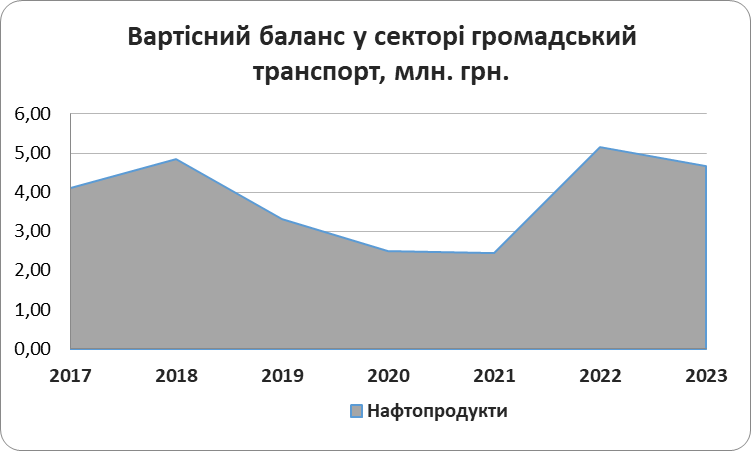 Вартісний баланс у секторі громадський
транспорт, млн. грн.
6,00
5,00
4,00
3,00
2,00
1,00
0,00
2017 2018 2019 2020 2021 2022 2023
Нафтопродукти